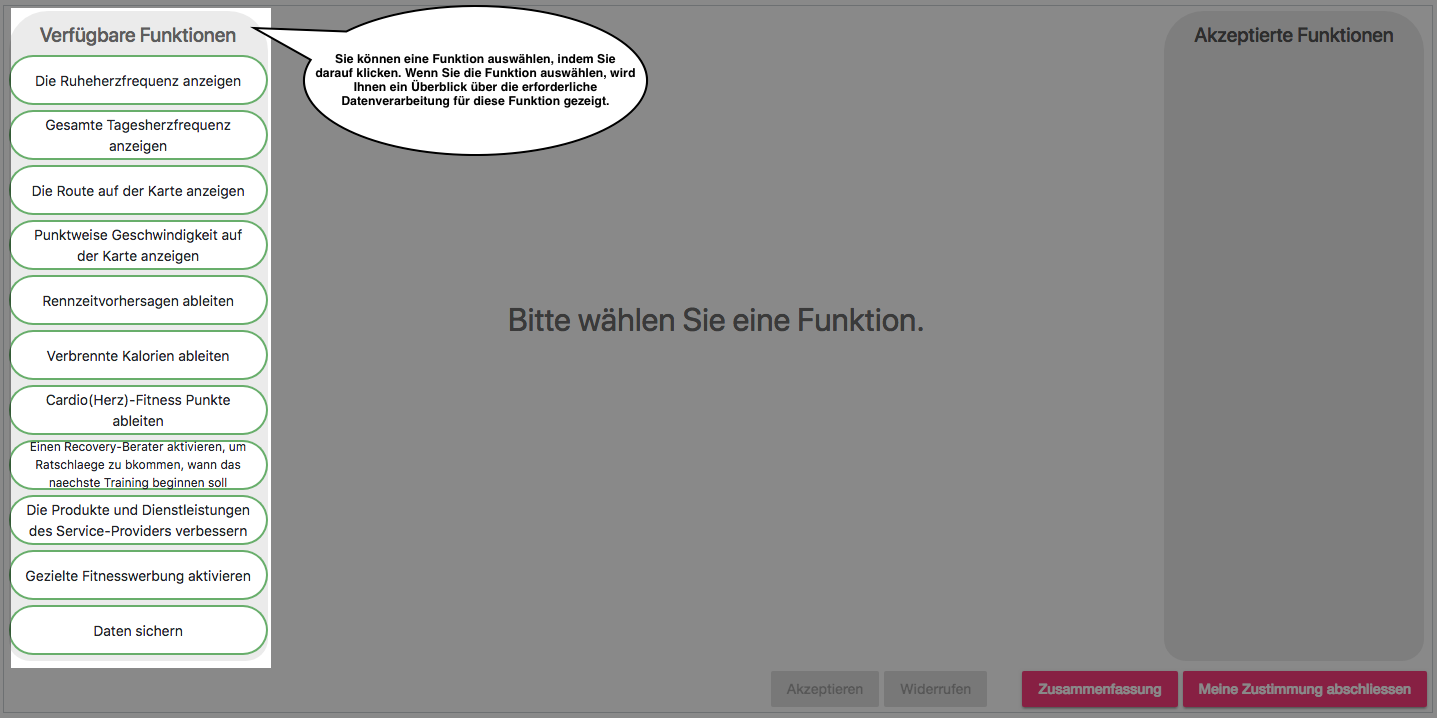 Verfügbare Funktionen
Die Ruheherzfrequenz anzeigen
Gesamte Tagesherzfrequenz
anzeigen
Die Route auf der Karte anzeigen
Punktweise Geschwindigkeit auf
der Karte anzeigen
Rennzeitvorhersagen ableiten
Verbrennte Kalorien ableiten
Cardio(Herz)-Fitness Punkte
ableiten
Einen Recovery-Berater aktivieren, um
Ratschlaege zu bkommen, wann das
naechste Training beginnen soll
Die Produkte und Dienstleistungen
des Service-Providers verbessern
Gezielte Fitnesswerbung aktivieren
Daten sichern
Sie können eine Funktion auswählen, indem Sie
darauf klicken. Wenn Sie die Funktion auswählen, wird
Ihnen ein Überblick über die erforderliche
Datenverarbeitung für diese Funktion gezeigt.
Bitte wählen Sie eine Funktion.
Akzeptierte Funktionen
Akzeptieren
Widerrufen
Zusammenfassung
Meine Zustimmung abschliessen